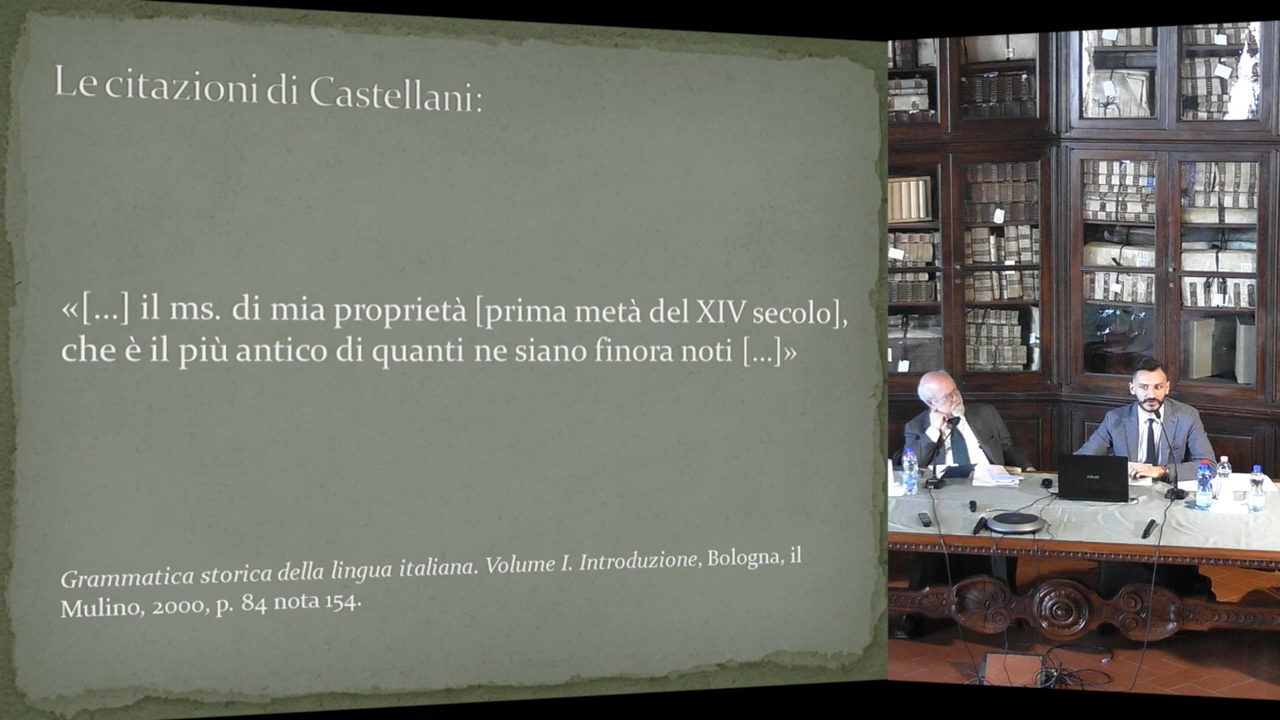 Le citazioni di Castellani:
«[...] il ms. di mia proprietà [prima metà del XIV secolo],
che è il più antico di quanti ne siano finora noti [...]»
Grammatica storica della lingua italiana. Volume I. Introduzione, Bologna, il
Mulino, 2000, p. 84 nota 154.